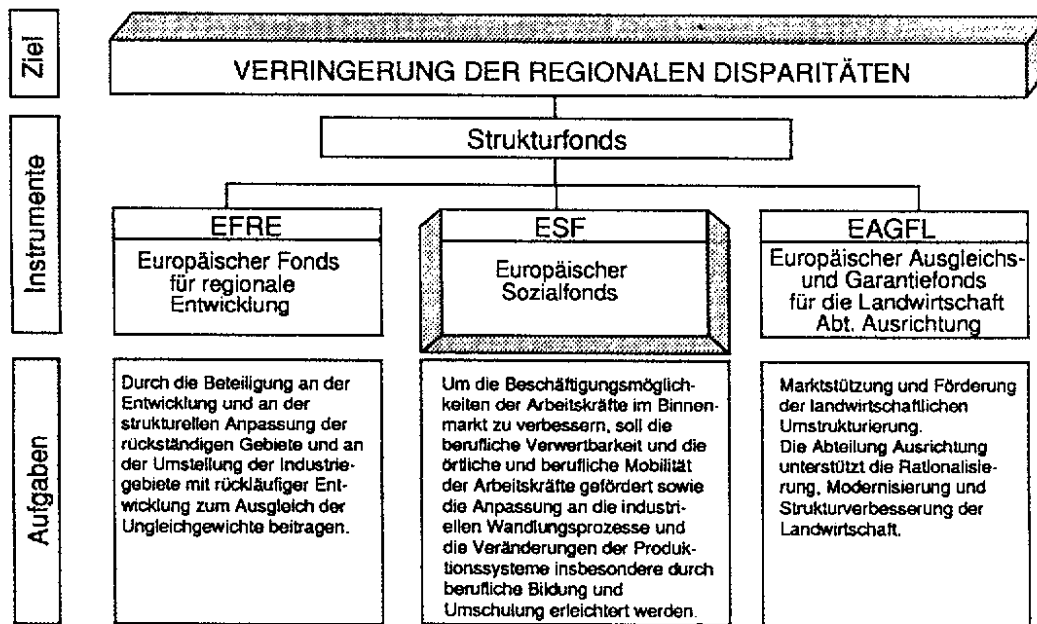 Ziel
VERRINGERUNG DER REGIONALEN DISPARITÄTEN
Instrumente
Strukturfonds
EFRE
Europäischer Fonds
für regionale
Entwicklung
ESF
Europäischer
Sozialfonds
EAGFL
Europäischer Ausgleichs-
und Garantiefonds
für die Landwirtschaft
Abt. Ausrichtung
Aufgaben
Durch die Beteiligung an der
Entwicklung und an der
strukturellen Anpassung der
rückständigen Gebiete und an
der Umstellung der Industrie-
gebiete mit rückläufiger Ent-
wicklung zum Ausgleich der
Ungleichgewichte beitragen.
Um die Beschäftigungsmöglich-
keiten der Arbeitskräfte im Binnen-
markt zu verbessern, soll die
berufliche Verwertbarkeit und die
örtliche und berufliche Mobilität
der Arbeitskräfte gefördert sowie
die Anpassung an die industri-
ellen Wandlungsprozesse und
die Veränderungen der Produk-
tionssysteme insbesondere durch
berufliche Bildung und
Umschulung erleichtert werden.
Marktstützung und Förderung
der landwirtschaftlichen
Umstrukturierung.
Die Abteilung Ausrichtung
unterstützt die Rationalisie-
rung, Modernisierung und
Strukturverbesserung der
Landwirtschaft.